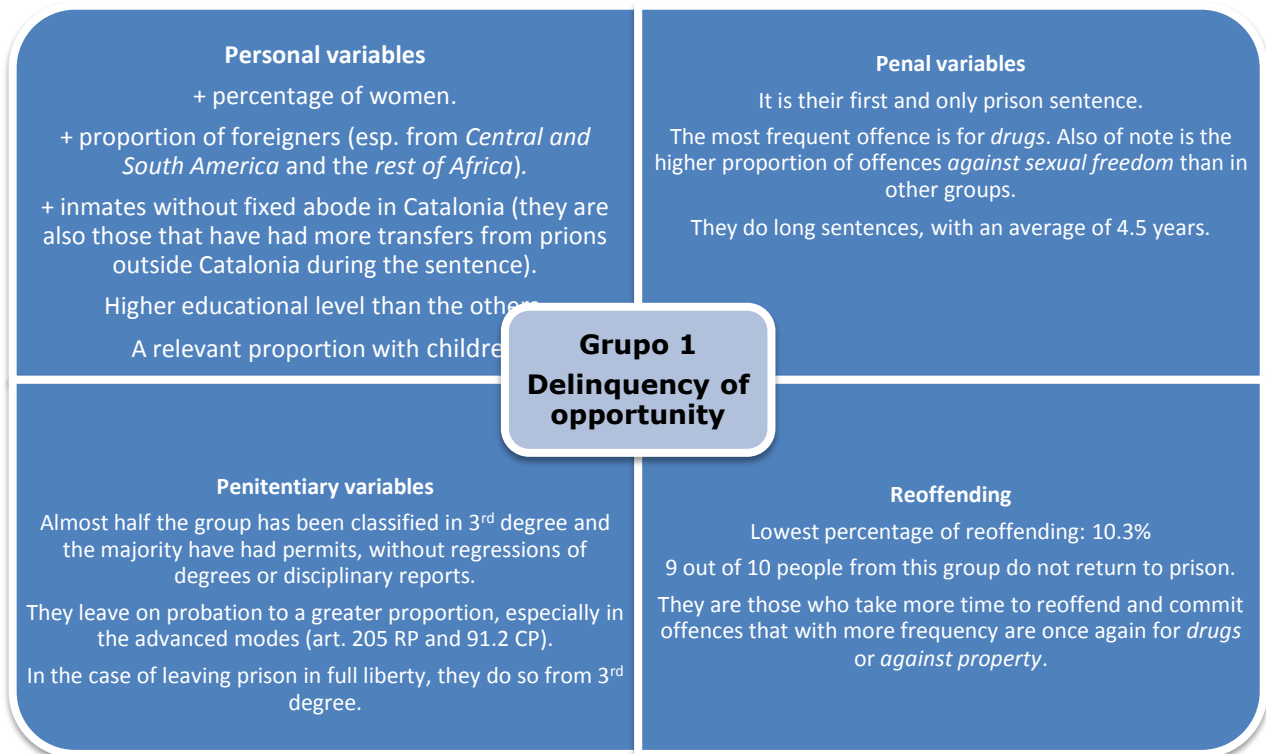 Personal variables
+ percentage of women.
+ proportion of foreigners (esp. from Central and
South America and the rest of Africa).
+ inmates without fixed abode in Catalonia (they are
also those that have had more transfers from prions
outside Catalonia during the sentence).
Higher educational level than the others
A relevant proportion with childre
Penal variables
It is their first and only prison sentence.
The most frequent offence is for drugs. Also of note is the
higher proportion of offences against sexual freedom than in
other groups.
They do long sentences, with an average of 4.5 years.
Grupo 1
Delinquency of
opportunity
Penitentiary variables
Almost half the group has been classified in 3rd degree and
the majority have had permits, without regressions of
degrees or disciplinary reports.
They leave on probation to a greater proportion, especially in
the advanced modes (art. 205 RP and 91.2 CP).
In the case of leaving prison in full liberty, they do so from 3rd
degree.
Reoffending
Lowest percentage of reoffending: 10.3%
9 out of 10 people from this group do not return to prison.
They are those who take more time to reoffend and commit
offences that with more frequency are once again for drugs
or against property.